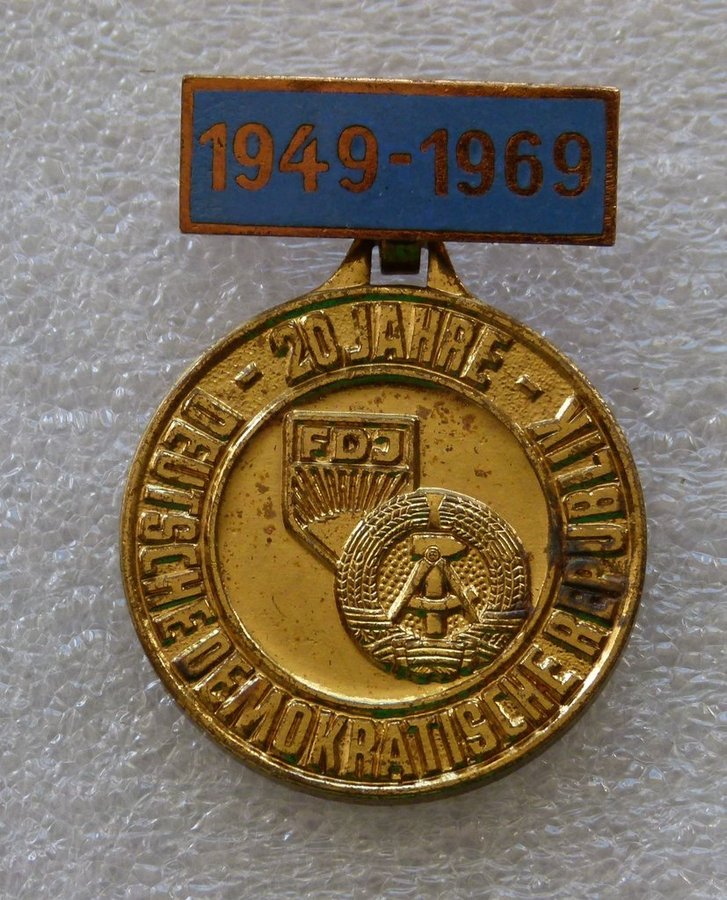 1949-1969
- 20 JAHRE -
DEUTSCHE DEMOKRATISCHE REPUBLIK
FDJ